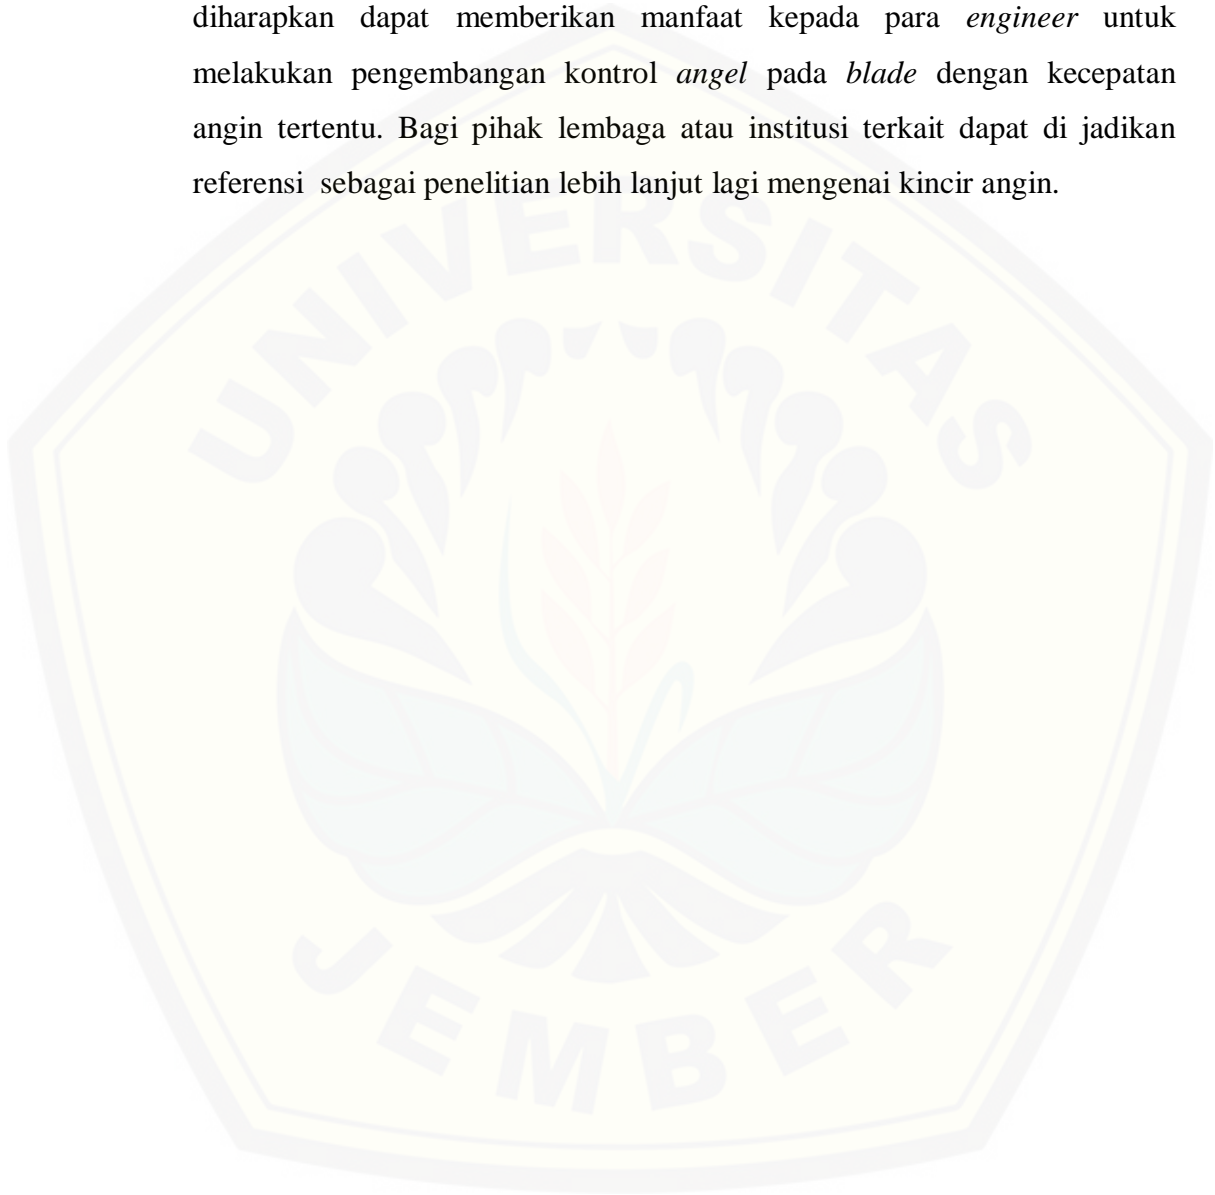 diharapkan dapat memberikan manfaat kepada para engineer untuk
melakukan pengembangan kontrol angel pada blade dengan kecepatan
angin tertentu. Bagi pihak lembaga atau institusi terkait dapat di jadikan
referensi  sebagai penelitian lebih lanjut lagi mengenai kincir angin.
UNIVERSITAS
JEMBER